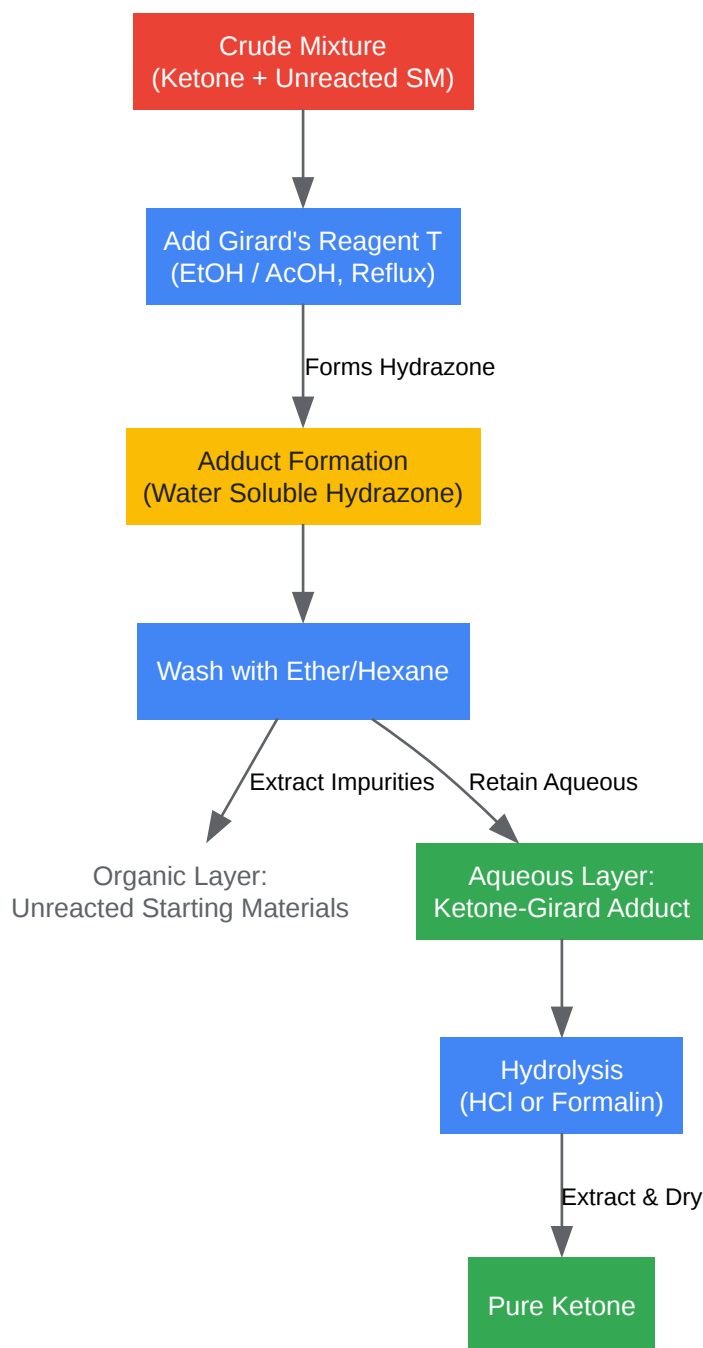 Crude Mixture
(Ketone + Unreacted SM)
Add Girard's Reagent T
(EtOH / AcOH, Reflux)
Forms Hydrazone
Adduct Formation
(Water Soluble Hydrazone)
Wash with Ether/Hexane
Extract Impurities
Retain Aqueous
Organic Layer:
Unreacted Starting Materials
Aqueous Layer:
Ketone-Girard Adduct
Hydrolysis
(HCl or Formalin)
Extract & Dry
Pure Ketone